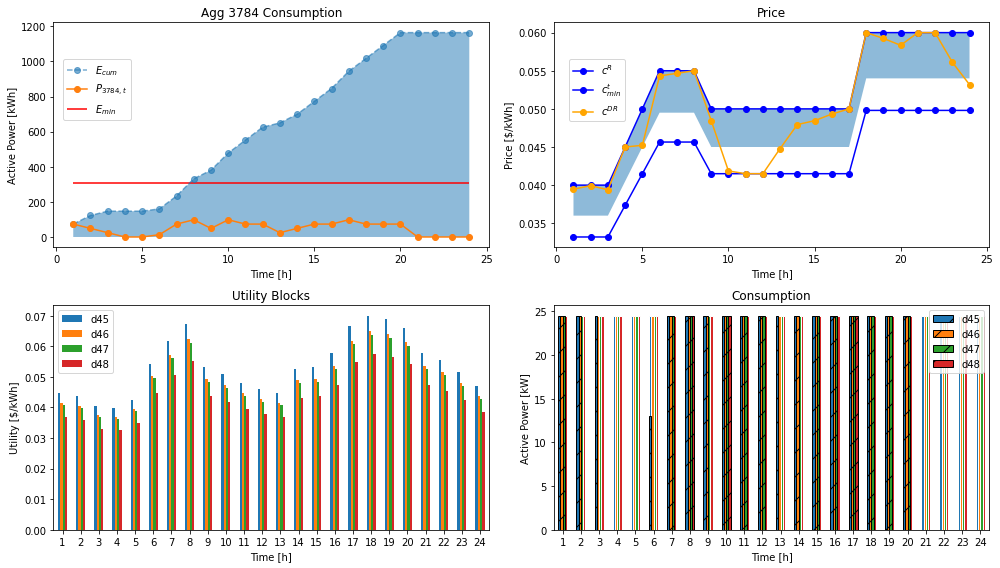 Agg 3784 Consumption
Active Power [kWh]
1200
1000
800
600
400
200
0
E_cum
P_3784, t
E_min
0 5 10 15 20 25
Time [h]
Price
Price [$/kWh]
0.060
0.055
0.050
0.045
0.040
0.035
c^R
c^t_min
c^DR
0 5 10 15 20 25
Time [h]
Utility Blocks
Utility [$/kWh]
0.07
0.06
0.05
0.04
0.03
0.02
0.01
0.00
d45
d46
d47
d48
1 2 3 4 5 6 7 8 9 10 11 12 13 14 15 16 17 18 19 20 21 22 23 24
Time [h]
Consumption
Active Power [kW]
25
20
15
10
5
0
d45
d46
d47
d48
1 2 3 4 5 6 7 8 9 10 11 12 13 14 15 16 17 18 19 20 21 22 23 24
Time [h]